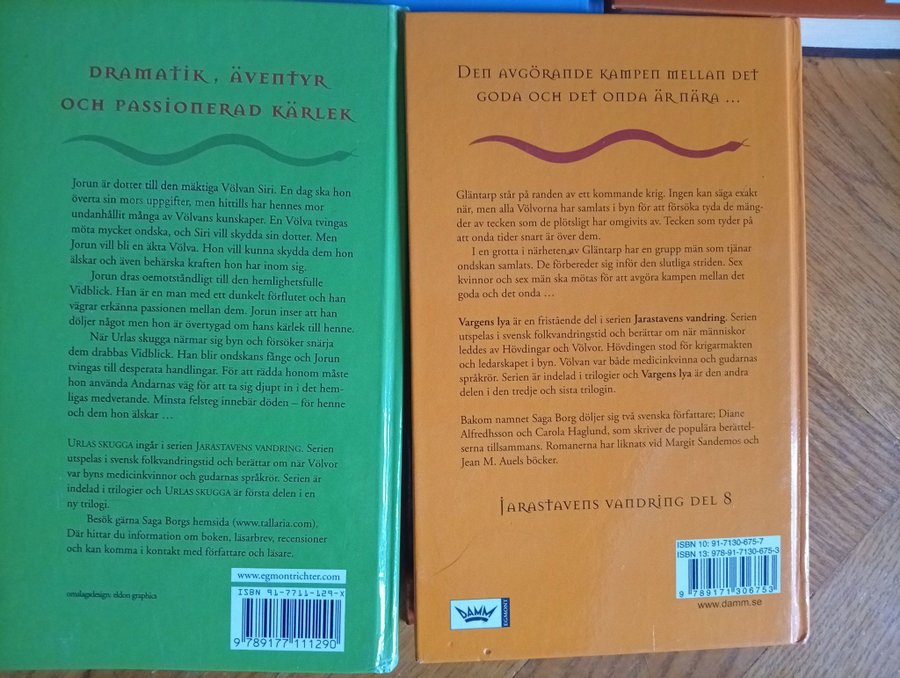 DRAMATIK, ÄVENTYR
OCH PASSIONERAD KÄRLEK
Jorun är dotter till den mäktiga Völvan Siri. En dag ska hon
överta sin mors uppgifter, men hittills har hennes mor
undanhållit många av Völvans kunskaper. En Völva tvingas
möta mycket ondska, och Siri vill skydda sin dotter. Men
Jorun vill bli en äkta Völva. Hon vill kunna skydda dem hon
älskar och även behärska kraften hon har inom sig.
Jorun dras oemotståndligt till den hemlighetsfulle
Vidblick. Han är en man med ett dunkelt förflutet och han
vägrar erkänna passionen mellan dem. Jorun inser att han
döljer något men hon är övertygad om hans kärlek till henne.
När Urlas skugga närmar sig byn och försöker snärja
dem drabbas Vidblick. Han blir ondskans fånge och Jorun
tvingas till desperata handlingar. För att rädda honom måste
hon använda Andarnas väg för att ta sig djupt in i det hem-
ligas medvetande. Minsta felsteg innebär döden – för henne
och dem hon älskar …
URLAS SKUGGA ingår i serien JARASTAVENS VANDRING. Serien
utspelas i svensk folkvandringstid och berättar om när Völvor
var byns medicinkvinnor och gudarnas språkrör. Serien är
indelad i trilogier och URLAS SKUGGA är första delen i en
ny trilogi.
Besök gärna Saga Borgs hemsida (www.tallaria.com).
Där hittar du information om boken, läsarbrev, recensioner
och kan komma i kontakt med författare och läsare.
www.egmontrichter.com
omslagsdesign: eldon graphics
ISBN 91-7711-129-X
9 789177 111290
DEN AVGÖRANDE KAMPEN MELLAN DET
GODA OCH DET ONDA ÄR NÄRA ...
Gläntarp står på randen av ett kommande krig. Ingen kan säga exakt
när, men alla Völvorna har samlats i byn för att försöka tyda de mäng-
der av tecken som de plötsligt har omgivits av. Tecken som tyder på
att onda tider snart är över dem.
I en grotta i närheten av Gläntarp har en grupp män som tjänar
ondskan samlats. De förbereder sig inför den slutliga striden. Sex
kvinnor och sex män ska mötas för att avgöra kampen mellan det
goda och det onda …
Vargens lya är en fristående del i serien Jarastavens vandring. Serien
utspelas i svensk folkvandringstid och berättar om när människor
leddes av Hövdingar och Völvor. Hövdingen stod för krigarmakten
och ledarskapet i byn. Völvan var både medicinkvinna och gudarnas
språkrör. Serien är indelad i trilogier och Vargens lya är den andra
delen i den tredje och sista trilogin.
Bakom namnet Saga Borg döljer sig två svenska författare; Diane
Alfredhsson och Carola Haglund, som skriver de populära berättel-
serna tillsammans. Romanerna har liknats vid Margit Sandemos och
Jean M. Auels böcker.
JARASTAVENS VANDRING DEL 8
ISBN 10: 91-7130-675-7
ISBN 13: 978-91-7130-675-3
9 789171 306753
www.damm.se
DAMM
EGMONT